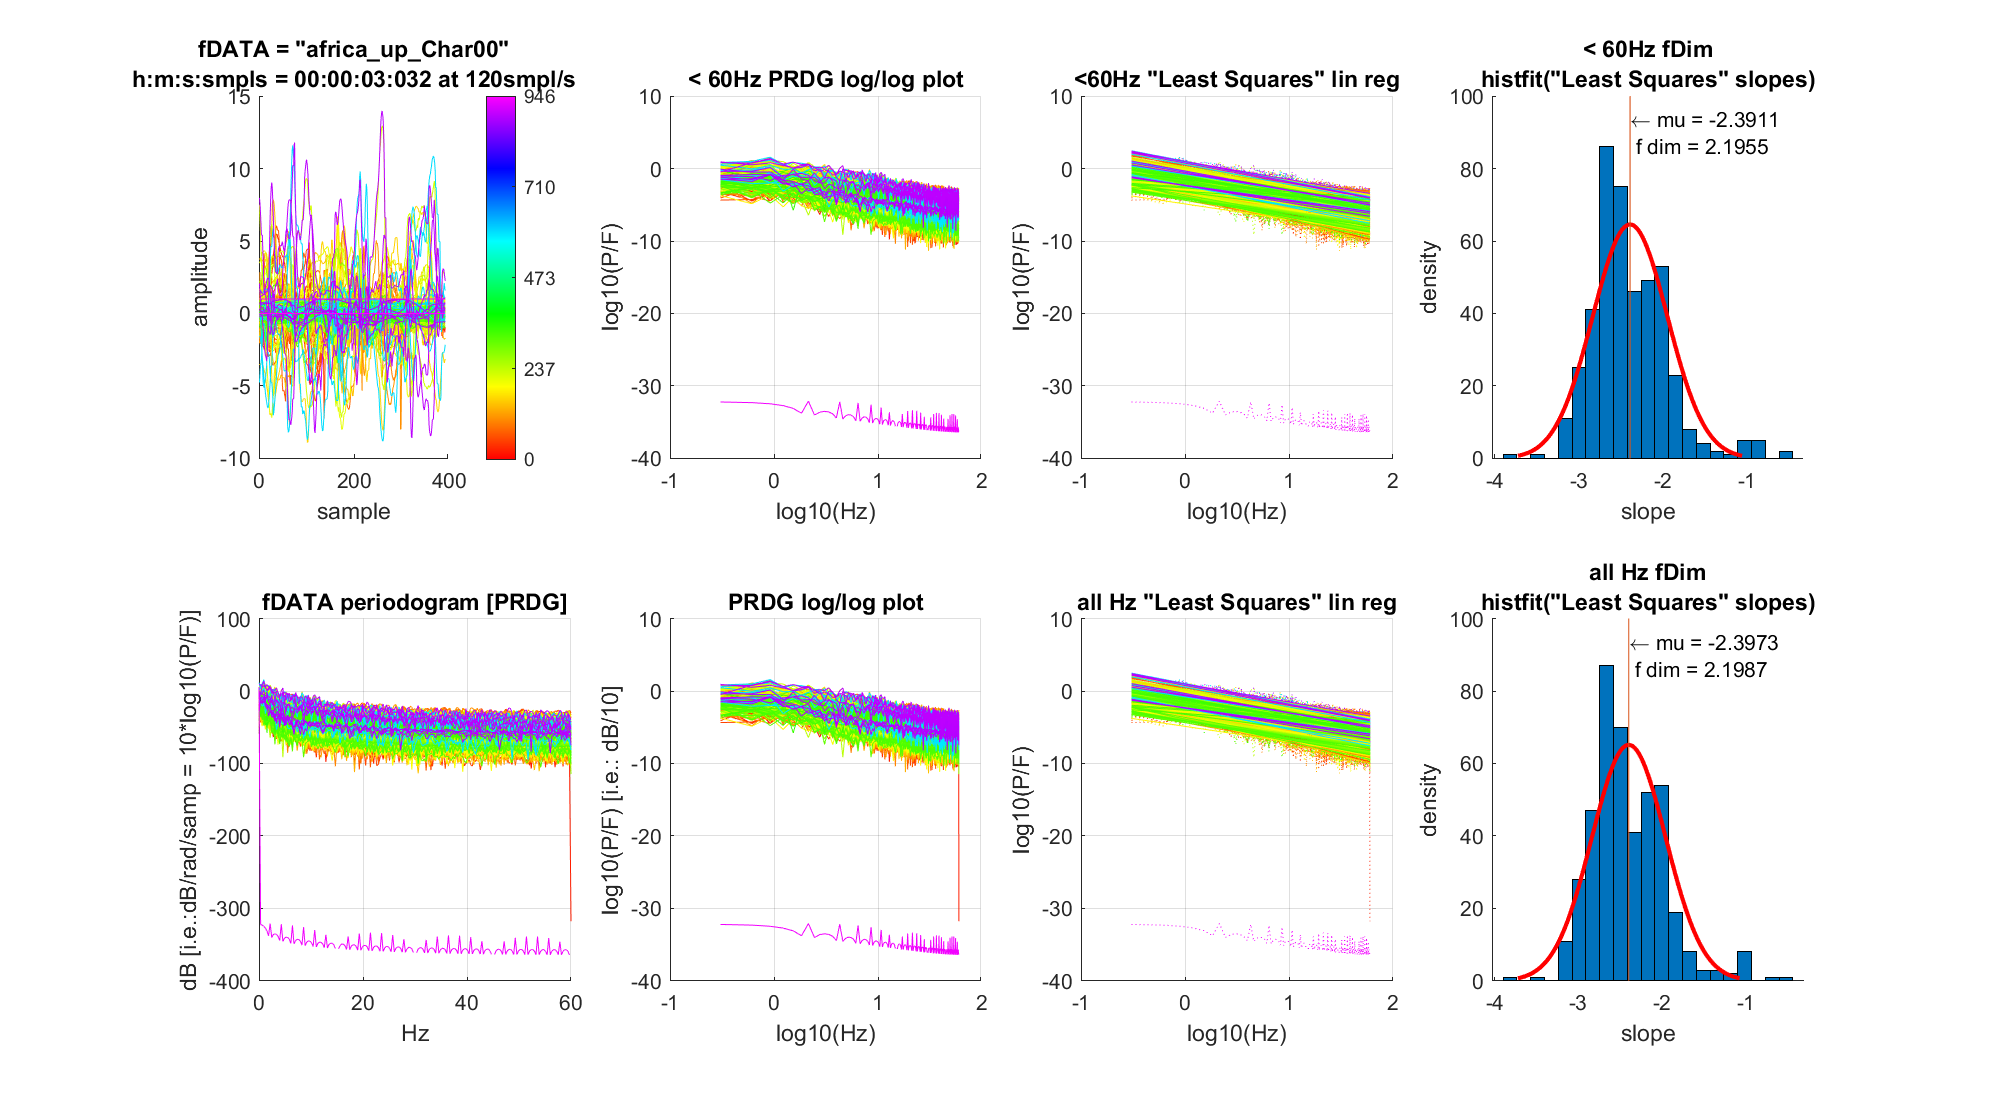 fDATA = "africa_up_Char00"
h:m:s:smpls = 00:00:03:032 at 120smpl/s
15
10
5
0
-5
-10
amplitude
0 200 400
sample
946
710
473
237
0
< 60Hz PRDG log/log plot
10
0
-10
-20
-30
-40
log10(P/F)
-1 0 1 2
log10(Hz)
<60Hz "Least Squares" lin reg
10
0
-10
-20
-30
-40
log10(P/F)
-1 0 1 2
log10(Hz)
< 60Hz fDim
histfit("Least Squares" slopes)
100
80
60
40
20
0
density
← mu = -2.3911
f dim = 2.1955
-4 -3 -2 -1
slope
fDATA periodogram [PRDG]
100
0
-100
-200
-300
-400
dB [i.e.:dB/rad/samp = 10*log10(P/F)]
0 20 40 60
Hz
PRDG log/log plot
10
0
-10
-20
-30
-40
log10(P/F) [i.e.: dB/10]
-1 0 1 2
log10(Hz)
all Hz "Least Squares" lin reg
10
0
-10
-20
-30
-40
log10(P/F)
-1 0 1 2
log10(Hz)
all Hz fDim
histfit("Least Squares" slopes)
100
80
60
40
20
0
density
← mu = -2.3973
f dim = 2.1987
-4 -3 -2 -1
slope